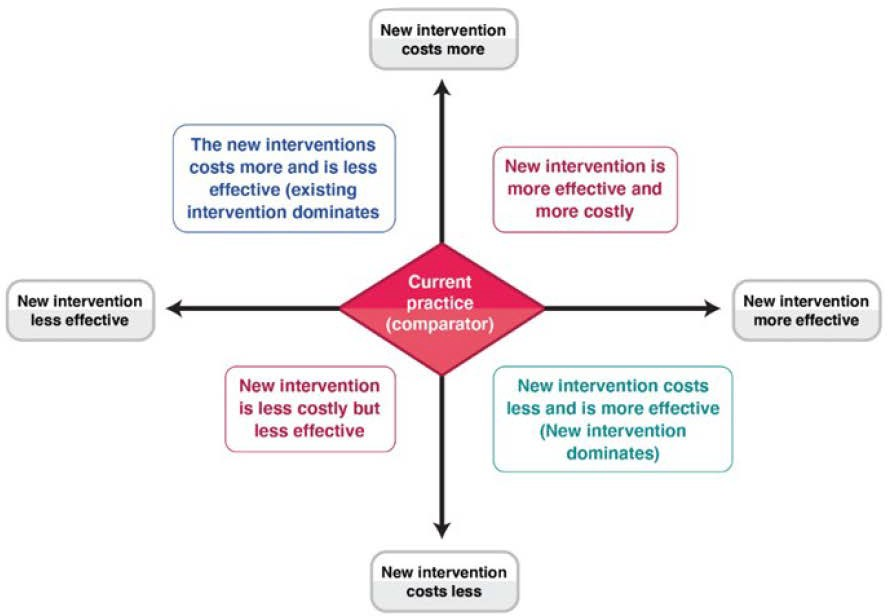 New intervention
costs more
The new interventions
costs more and is less
effective (existing
intervention dominates
New intervention is
more effective and
more costly
New intervention
less effective
Current
practice
(comparator)
New intervention
more effective
New intervention
is less costly but
less effective
New intervention costs
less and is more effective
(New intervention
dominates)
New intervention
costs less